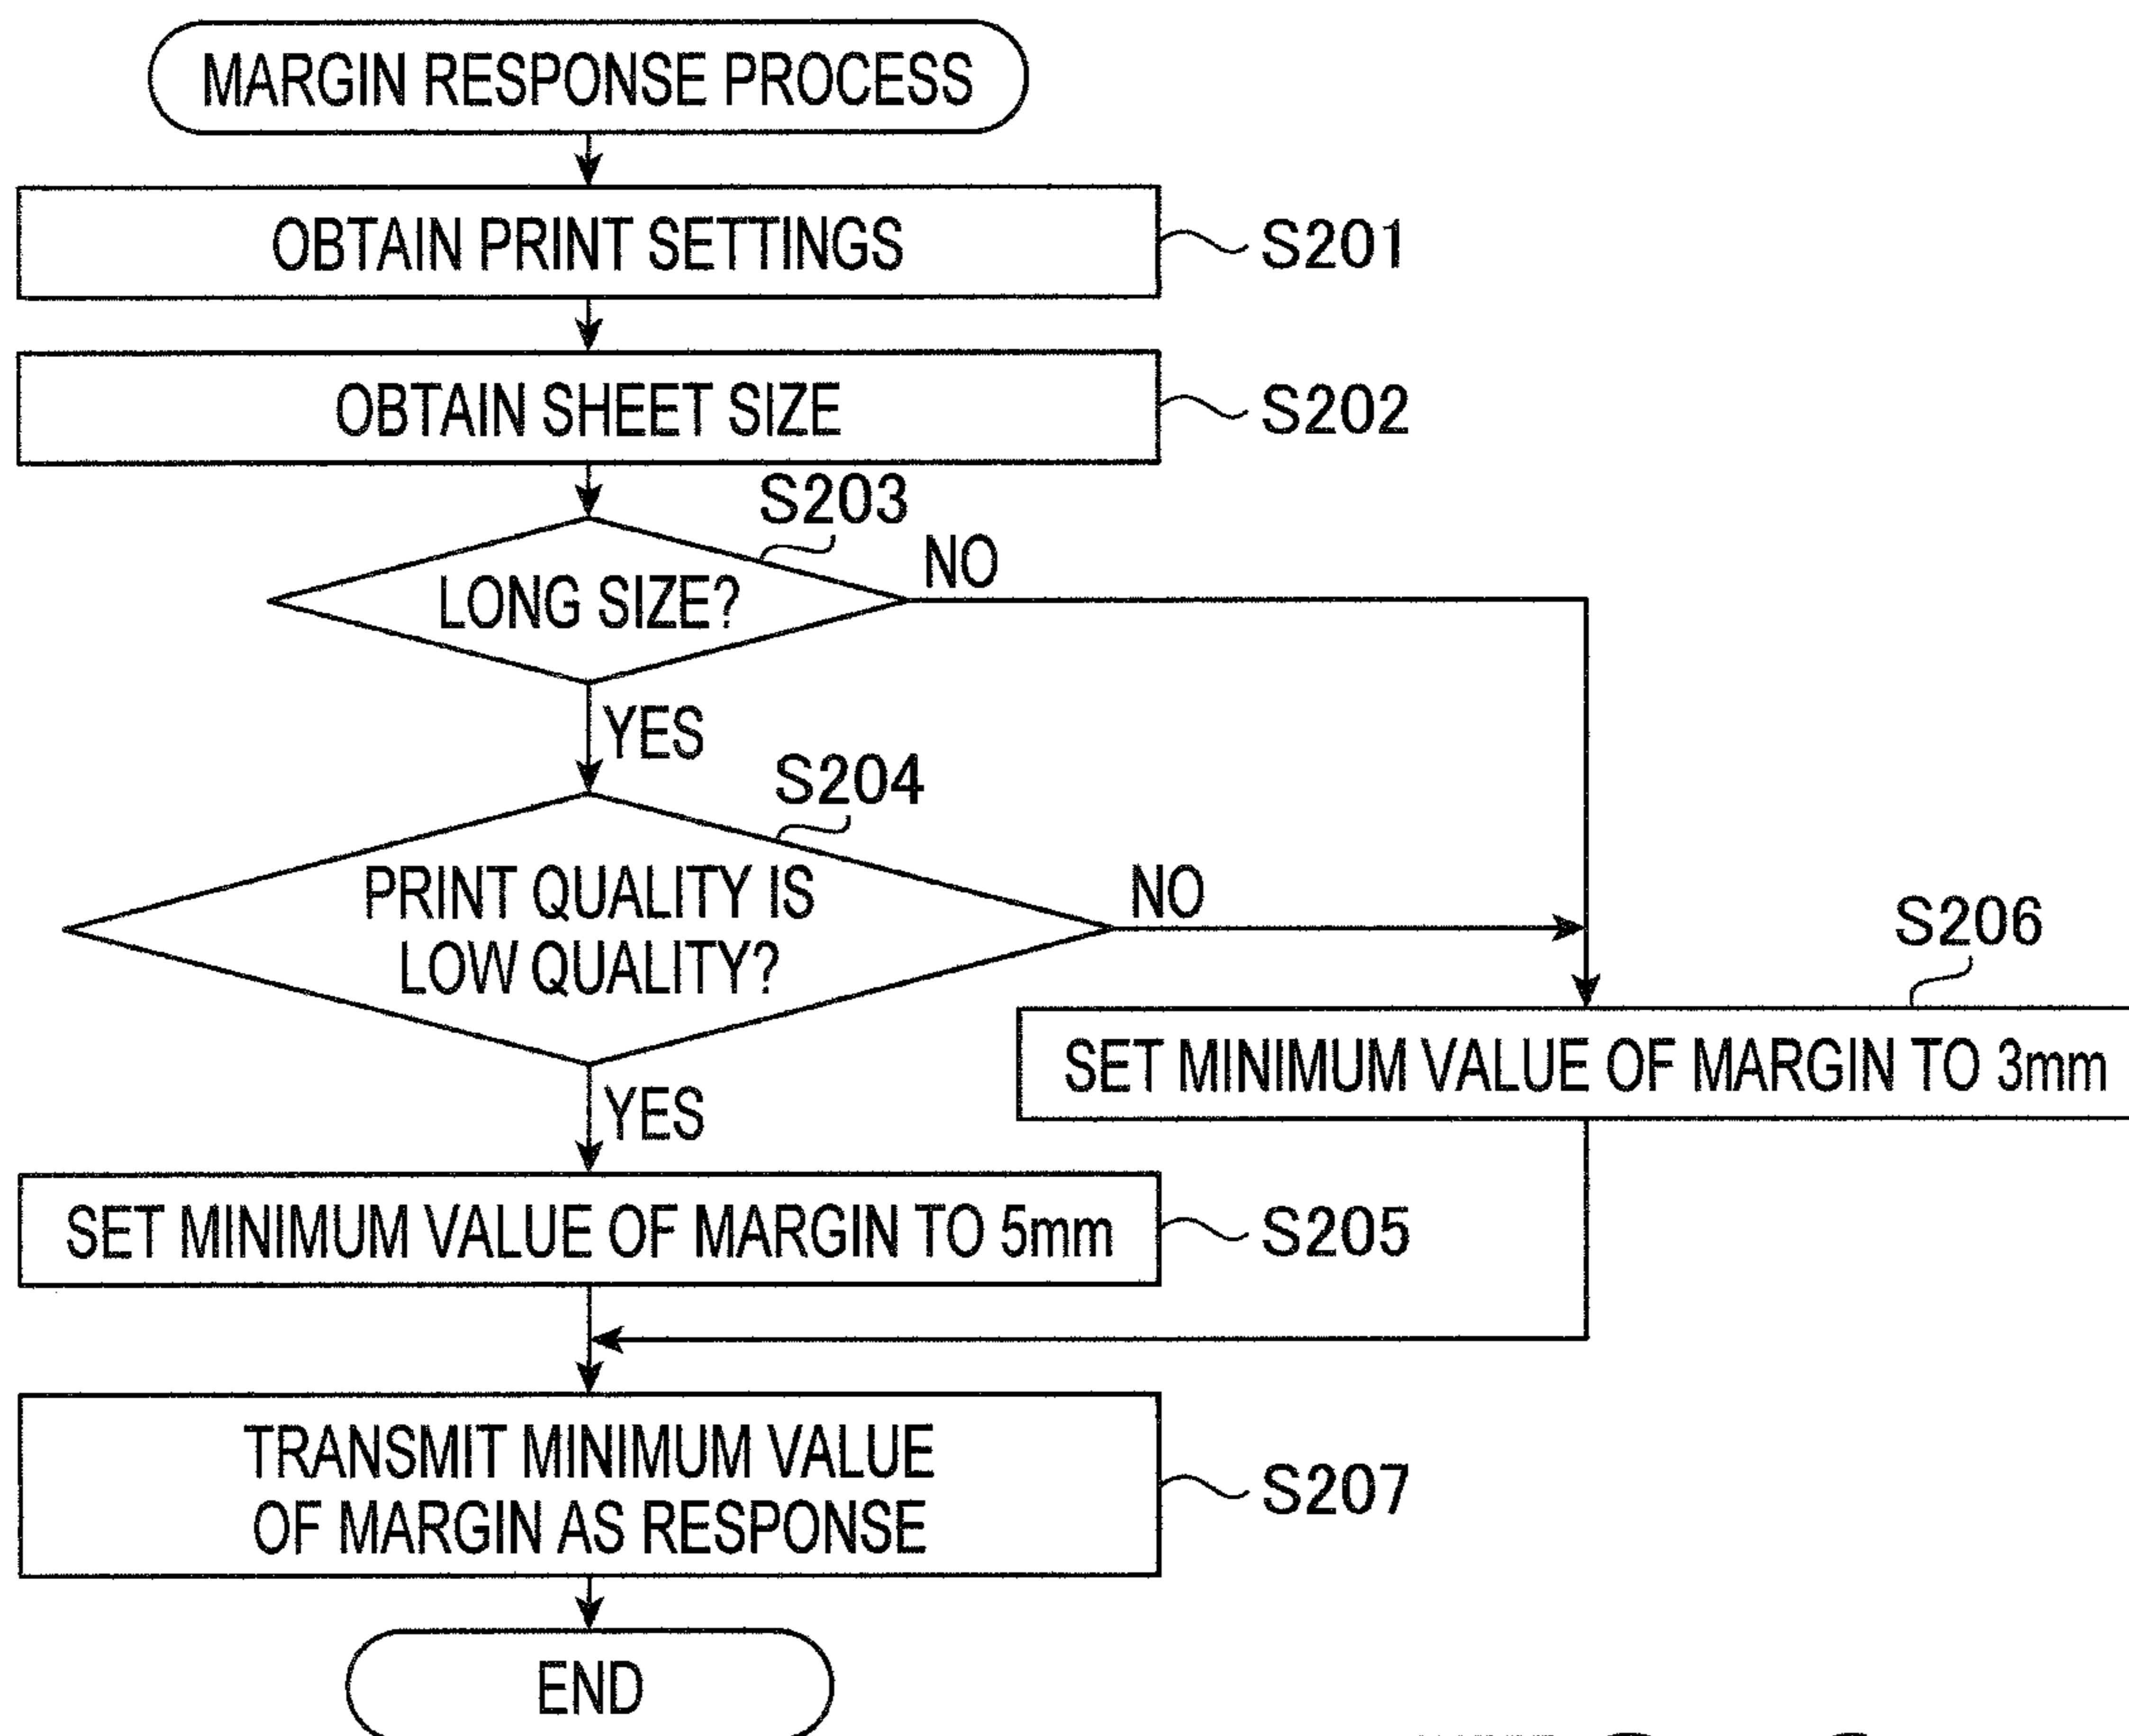 MARGIN RESPONSE PROCESS
OBTAIN PRINT SETTINGS
S201
OBTAIN SHEET SIZE
S202
S203
LONG SIZE?
NO
YES
S204
PRINT QUALITY IS
LOW QUALITY?
NO
YES
S206
SET MINIMUM VALUE OF MARGIN TO 3mm
SET MINIMUM VALUE OF MARGIN TO 5mm
S205
TRANSMIT MINIMUM VALUE
OF MARGIN AS RESPONSE
S207
END